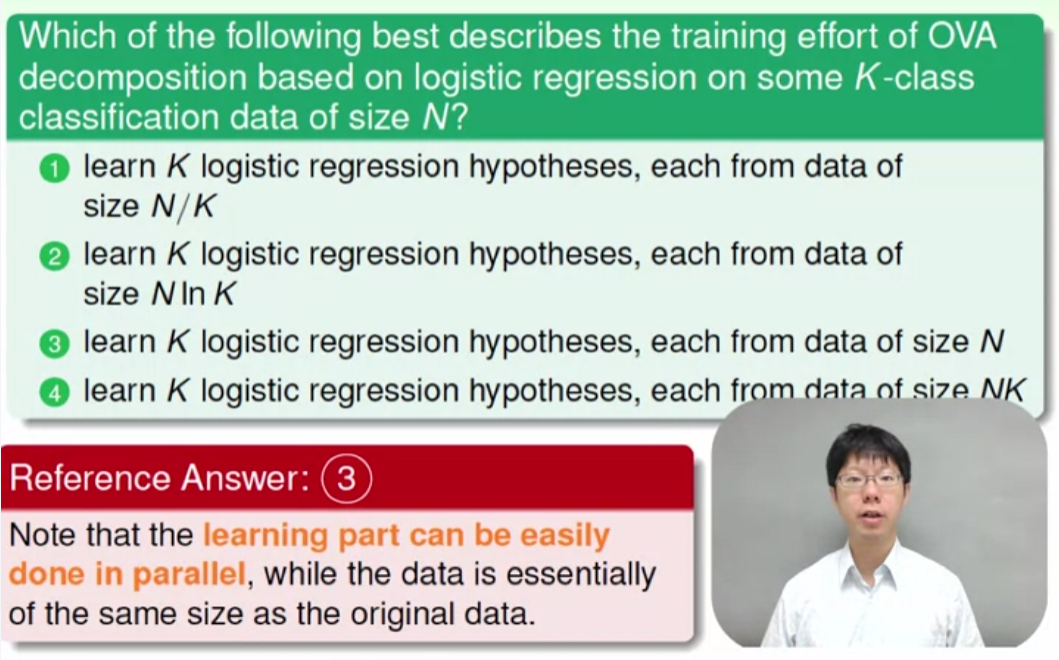 Which of the following best describes the training effort of OVA
decomposition based on logistic regression on some K-class
classification data of size N?
1 learn K logistic regression hypotheses, each from data of
size N/K
2 learn K logistic regression hypotheses, each from data of
size N ln K
3 learn K logistic regression hypotheses, each from data of size N
4 learn K logistic regression hypotheses, each from data of size NK
Reference Answer: 3
Note that the learning part can be easily
done in parallel, while the data is essentially
of the same size as the original data.